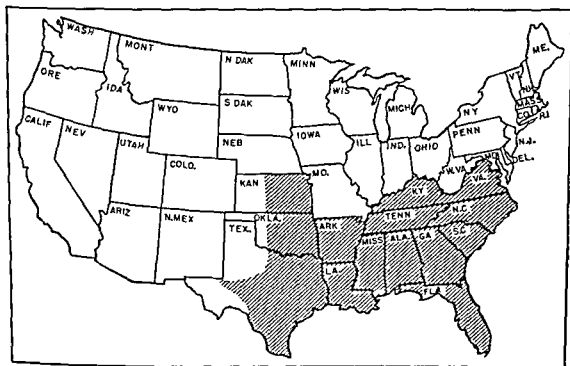 WASH
MONT
N DAK
MINN
ME.
ORE
IDA
WYO
S DAK
WIS
MICH
VT
NY
MASS
R.I
CALIF
NEV
UTAH
COLO.
NEB
IOWA
ILL
IND.
OHIO
PENN
N.J.
DEL.
W.VA
VA.
KAN
MO.
KY
ARIZ
N.MEX
OKLA.
TEX.
ARK
TENN
N.C.
S.C.
MISS
ALA.
GA
LA.
FLA